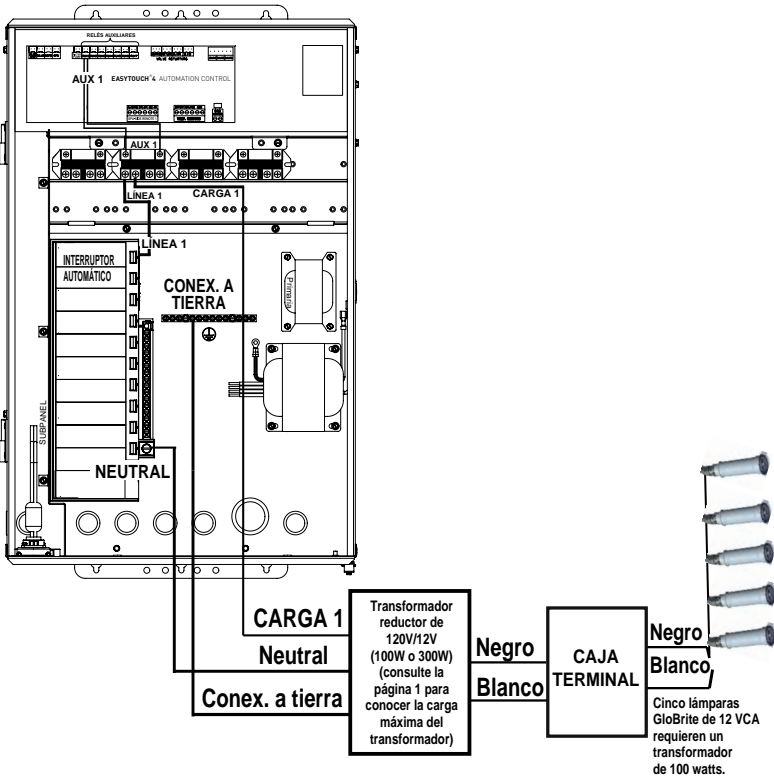 RELÉS AUXILIARES
AUX 1
EASYTOUCH®4 AUTOMATION CONTROL
AUX 1
LÍNEA 1
CARGA 1
LÍNEA 1
INTERRUPTOR
AUTOMÁTICO
CONEX. A
TIERRA
Primaria
SUBPANEL
NEUTRAL
CARGA 1
Neutral
Conex. a tierra
Transformador
reductor de
120V/12V
(100W o 300W)
(consulte la
página 1 para
conocer la carga
máxima del
transformador)
Negro
Blanco
CAJA
TERMINAL
Negro
Blanco
Cinco lámparas
GloBrite de 12 VCA
requieren un
transformador
de 100 watts.